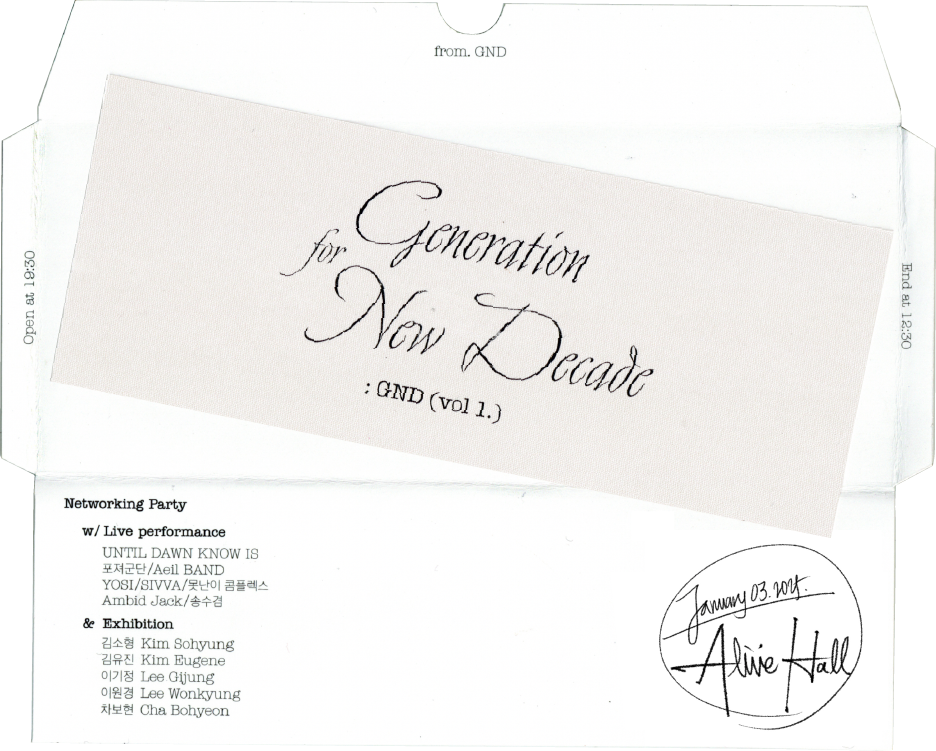 from. GND
Open at 19:30
End at 12:30
Generation
for
New Decade
: GND (vol 1.)
Networking Party
w/ Live performance
UNTIL DAWN KNOW IS
포져군단/Aeil BAND
YOSI/SIVVA/못난이 콤플렉스
Ambid Jack/송수겸
& Exhibition
김소형 Kim Sohyung
김유진 Kim Eugene
이기정 Lee Gijung
이원경 Lee Wonkyung
차보현 Cha Bohyeon
January 03. 2025.
Alive Hall